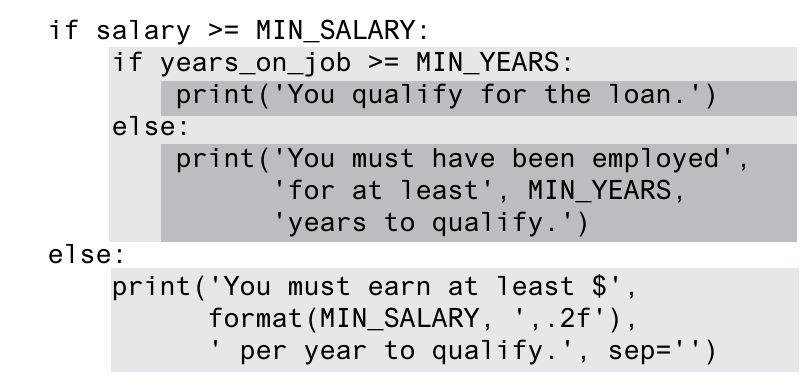 if salary >= MIN_SALARY:
    if years_on_job >= MIN_YEARS:
        print('You qualify for the loan.')
    else:
        print('You must have been employed',
              'for at least', MIN_YEARS,
              'years to qualify.')
else:
    print('You must earn at least $',
          format(MIN_SALARY, ',.2f'),
          ' per year to qualify.', sep='')